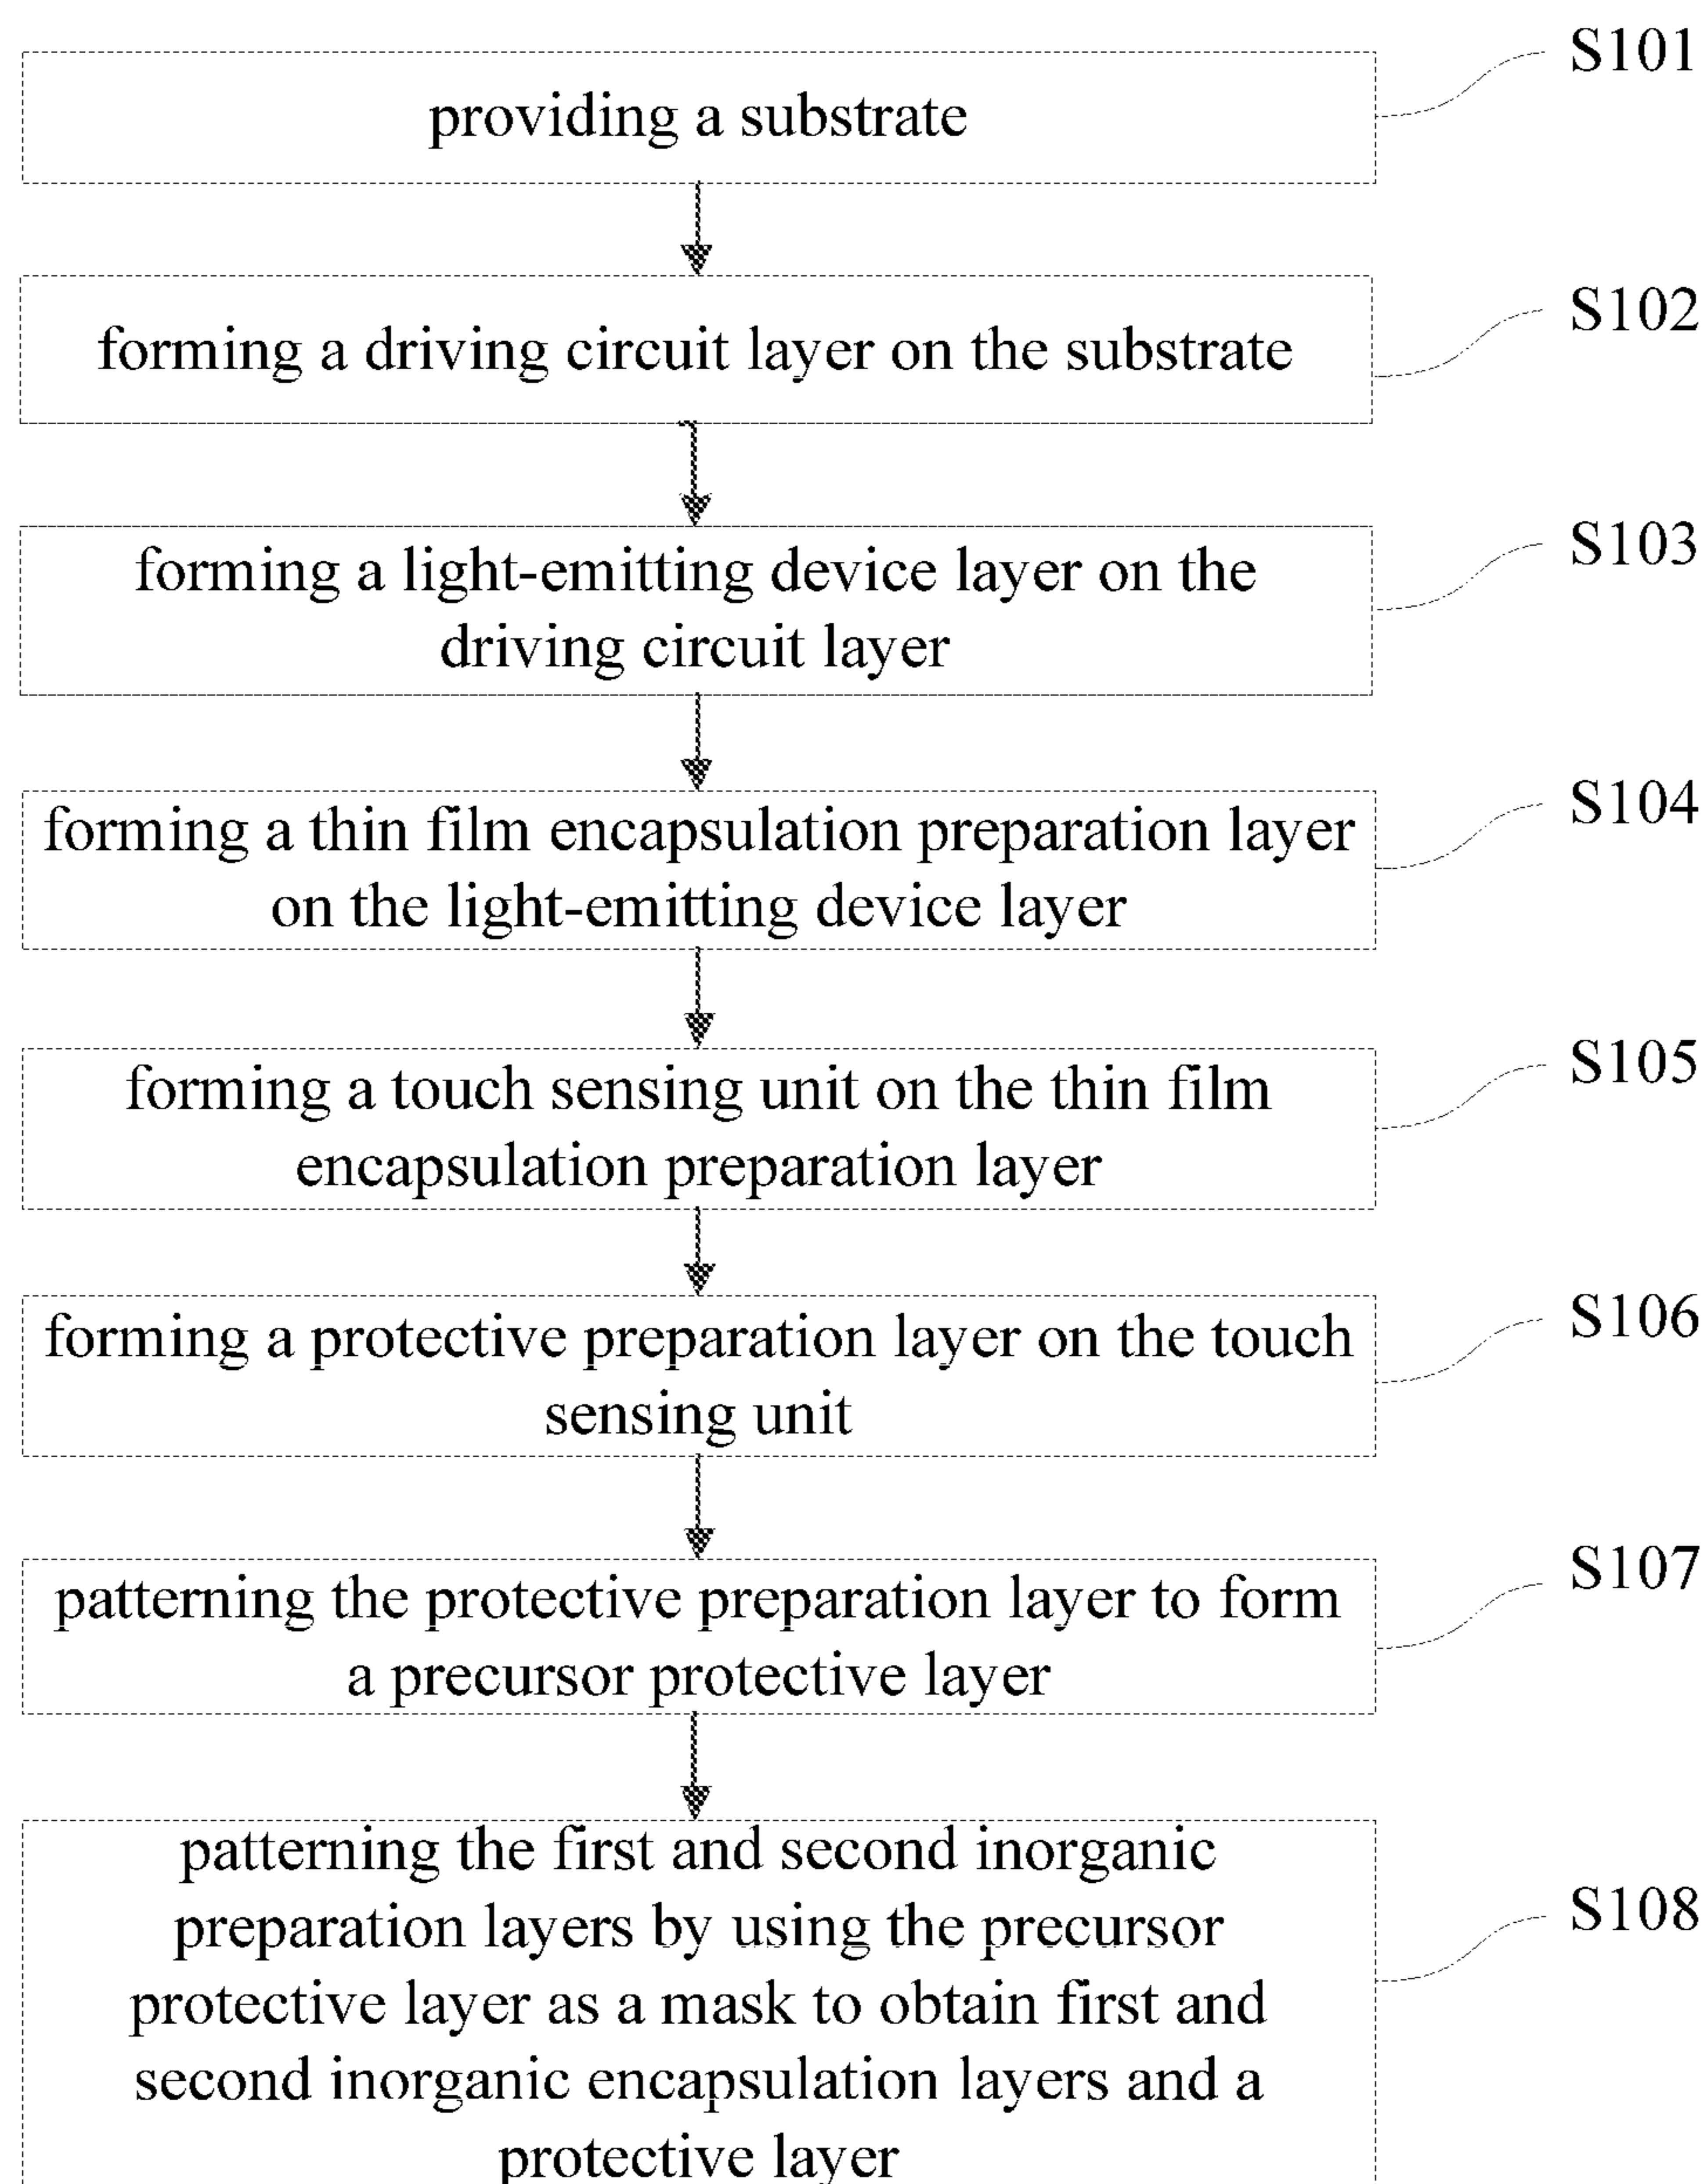 S101
providing a substrate
S102
forming a driving circuit layer on the substrate
S103
forming a light-emitting device layer on the
driving circuit layer
S104
forming a thin film encapsulation preparation layer
on the light-emitting device layer
S105
forming a touch sensing unit on the thin film
encapsulation preparation layer
S106
forming a protective preparation layer on the touch
sensing unit
S107
patterning the protective preparation layer to form
a precursor protective layer
S108
patterning the first and second inorganic
preparation layers by using the precursor
protective layer as a mask to obtain first and
second inorganic encapsulation layers and a
protective layer